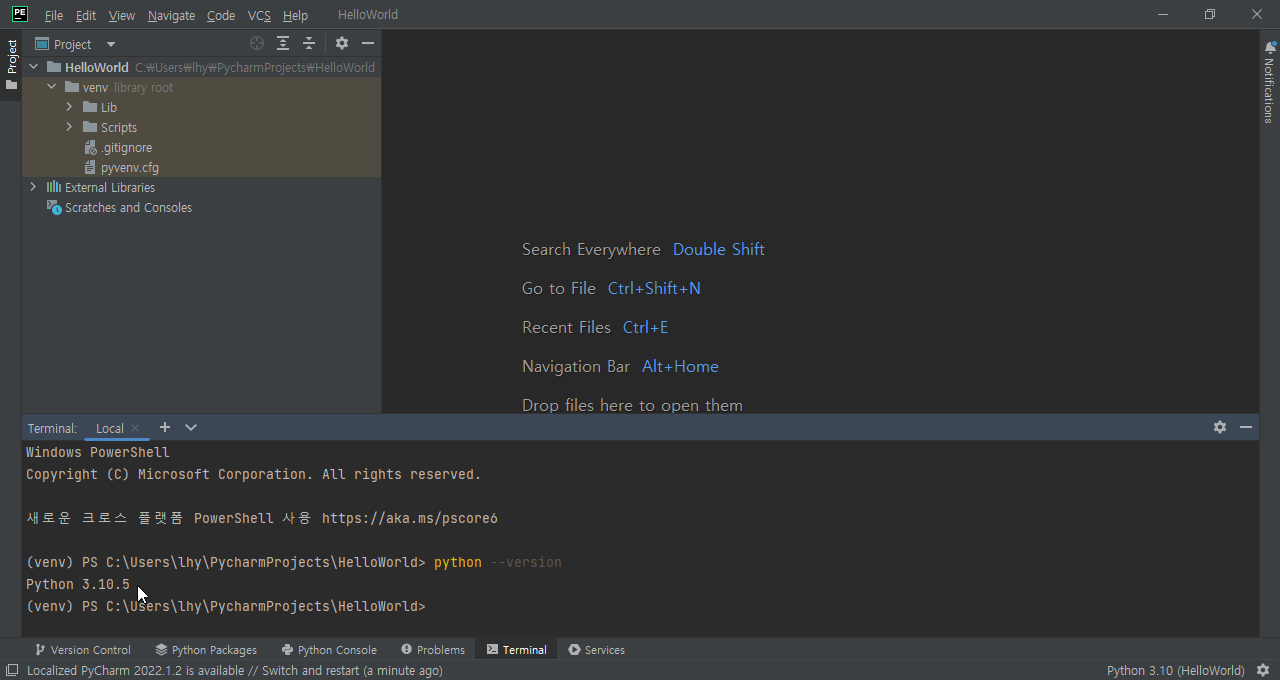 PE File Edit View Navigate Code VCS Help HelloWorld
Project
Project
HelloWorld C:₩Users₩lhy₩PycharmProjects₩HelloWorld
venv library root
Lib
Scripts
.gitignore
pyvenv.cfg
External Libraries
Scratches and Consoles
Notifications
Search Everywhere Double Shift
Go to File Ctrl+Shift+N
Recent Files Ctrl+E
Navigation Bar Alt+Home
Drop files here to open them
Terminal: Local
Windows PowerShell
Copyright (C) Microsoft Corporation. All rights reserved.
새로운 크로스 플랫폼 PowerShell 사용 https://aka.ms/pscore6
(venv) PS C:\Users\lhy\PycharmProjects\HelloWorld> python --version
Python 3.10.5
(venv) PS C:\Users\lhy\PycharmProjects\HelloWorld>
Version Control Python Packages Python Console Problems Terminal Services
Localized PyCharm 2022.1.2 is available // Switch and restart (a minute ago) Python 3.10 (HelloWorld)